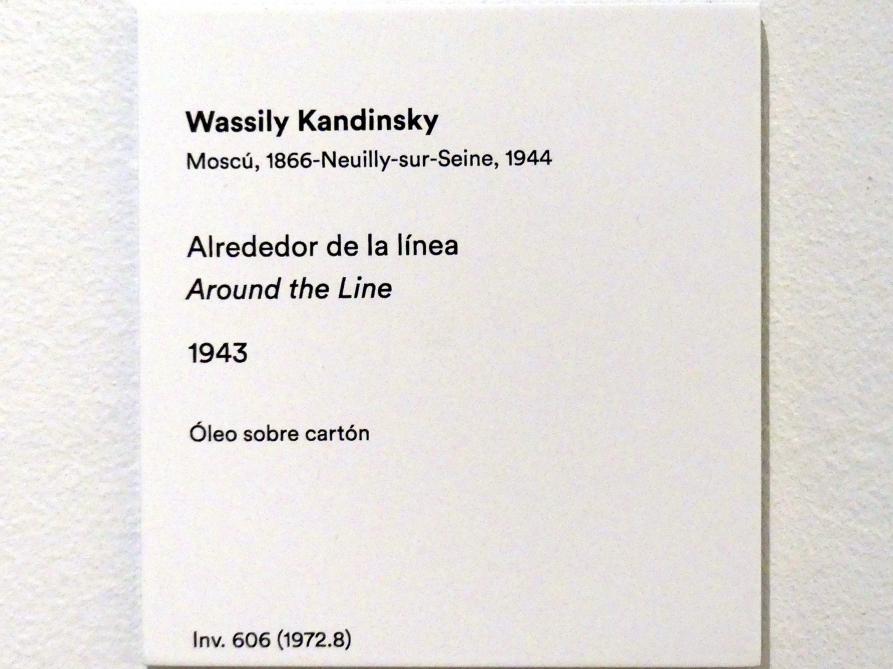 Wassily Kandinsky
Moscú, 1866-Neuilly-sur-Seine, 1944
Alrededor de la línea
Around the Line
1943
Óleo sobre cartón
Inv. 606 (1972.8)